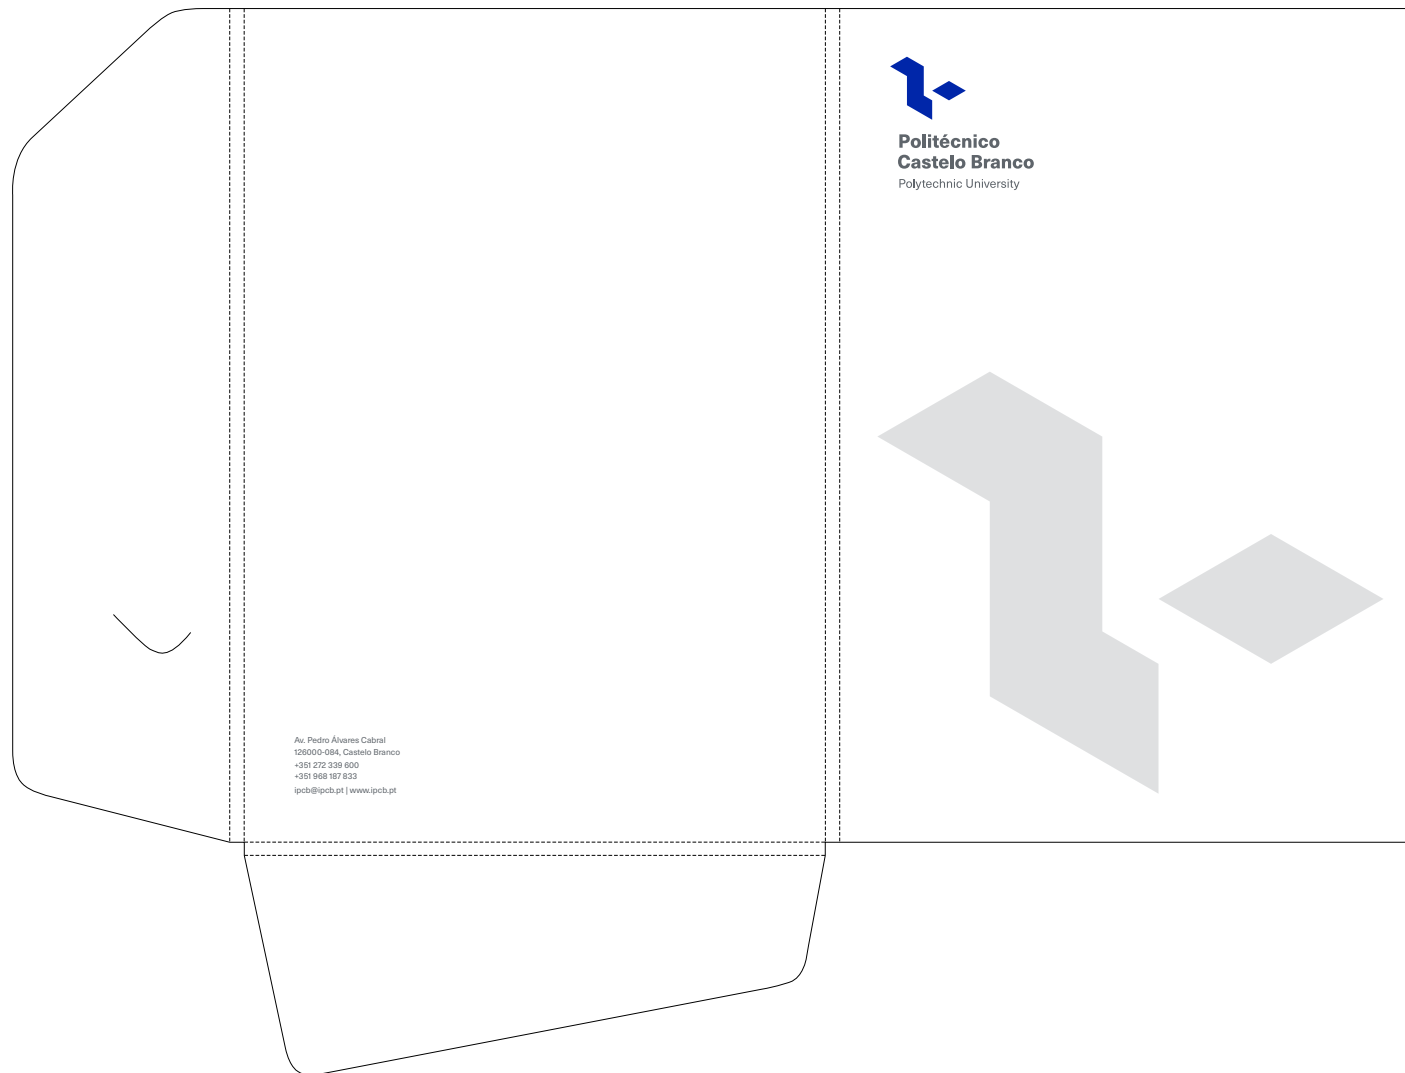 Politécnico
Castelo Branco
Polytechnic University
Av. Pedro Álvares Cabral
126000-084, Castelo Branco
+351 272 339 600
+351 968 187 833
ipcb@ipcb.pt | www.ipcb.pt